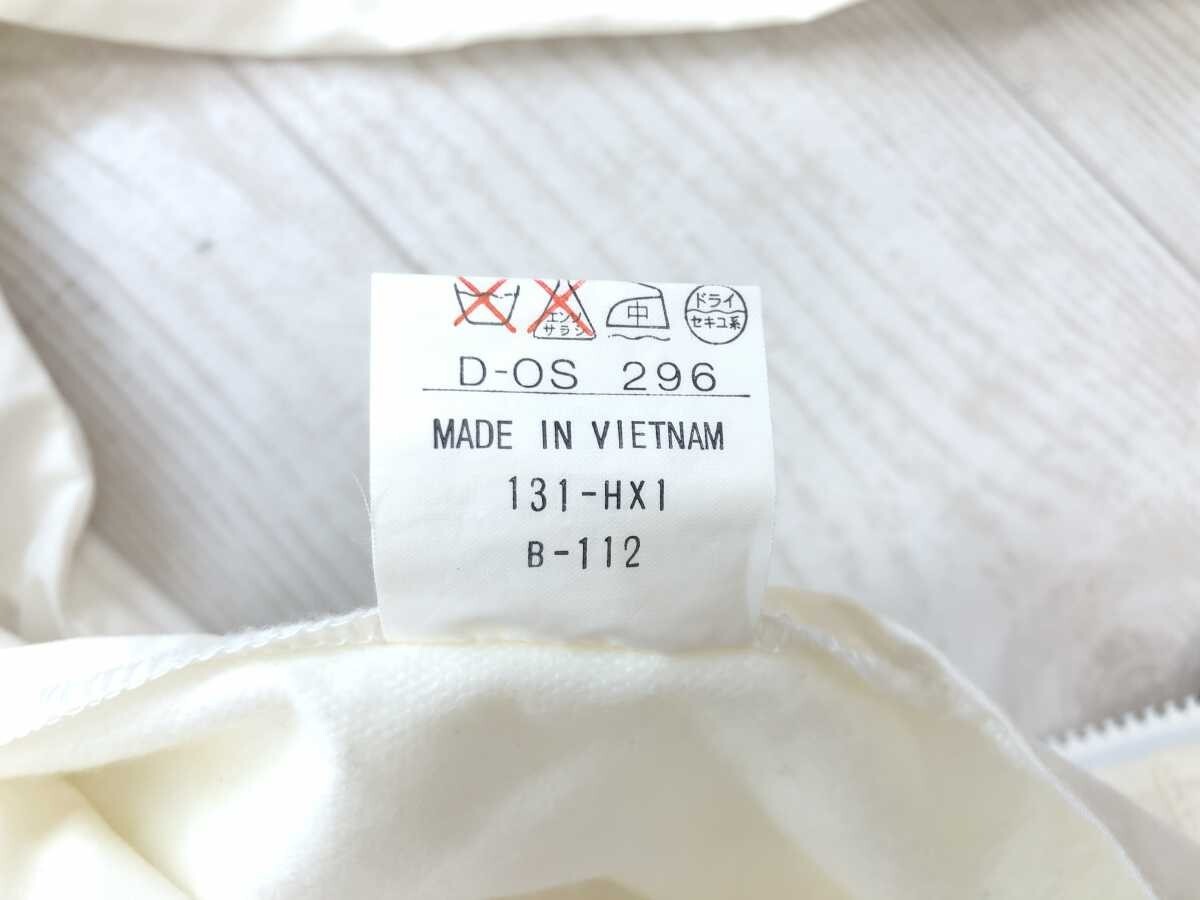 エンソ
サラシ
中
ドライ
セキユ系
D-OS 296
MADE IN VIETNAM
131-HX1
B-112